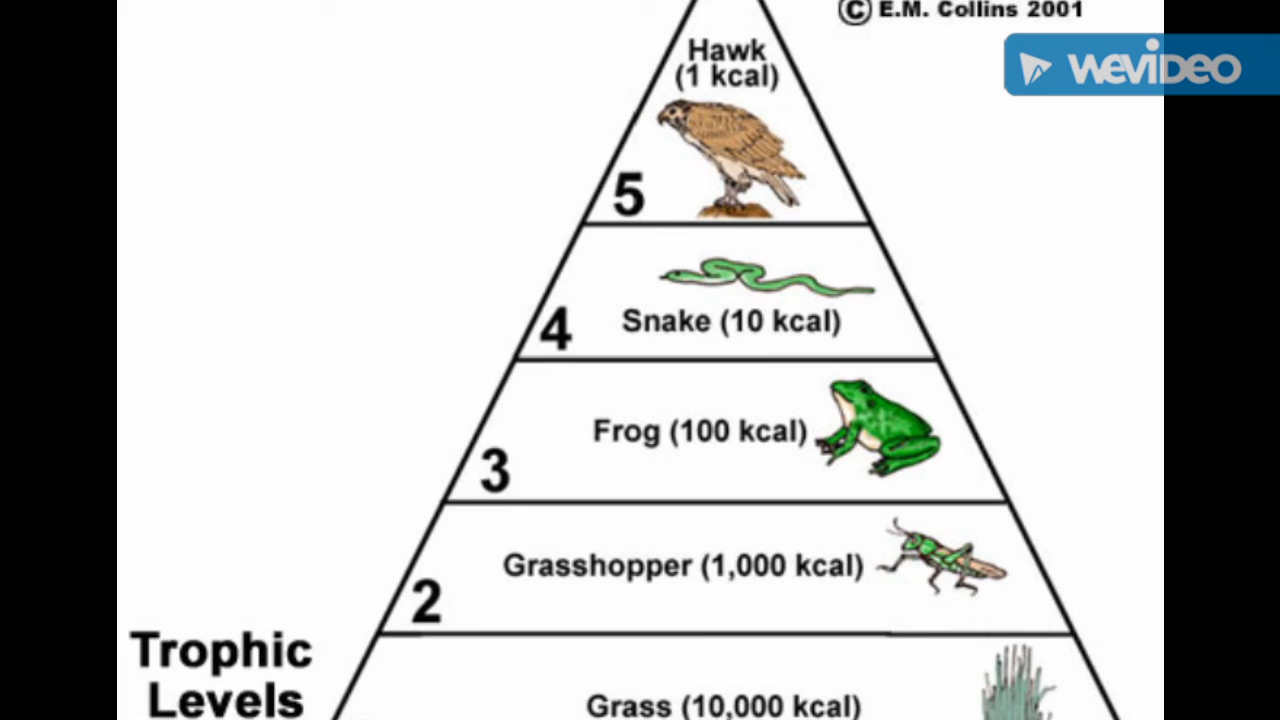 © E.M. Collins 2001
WEVIDEO
Hawk
(1 kcal)
5
Snake (10 kcal)
4
Frog (100 kcal)
3
Grasshopper (1,000 kcal)
2
Trophic
Levels
Grass (10,000 kcal)